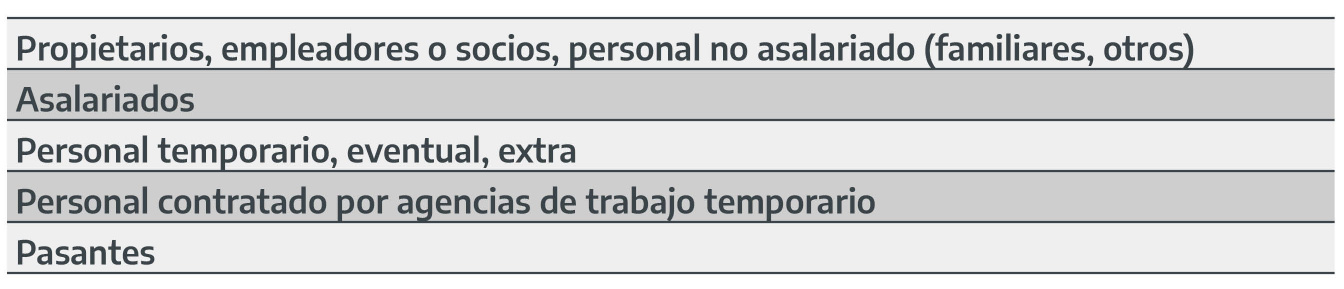 Propietarios, empleadores o socios, personal no asalariado (familiares, otros)
Asalariados
Personal temporario, eventual, extra
Personal contratado por agencias de trabajo temporario
Pasantes